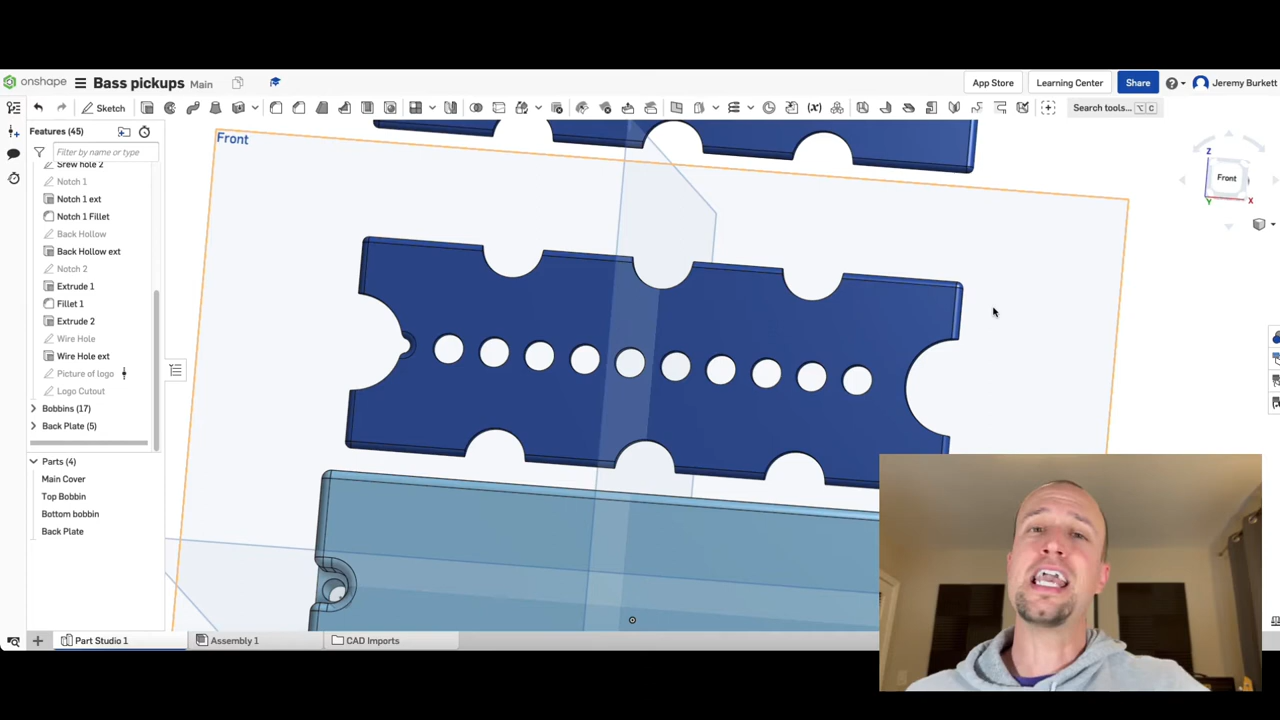 onshape
Bass pickups Main
App Store
Learning Center
Share
Jeremy Burkett
Sketch
Search tools...
⌥ C
Features (45)
Filter by name or type
Srew hole 2
Notch 1
Notch 1 ext
Notch 1 Fillet
Back Hollow
Back Hollow ext
Notch 2
Extrude 1
Fillet 1
Extrude 2
Wire Hole
Wire Hole ext
Picture of logo
Logo Cutout
Bobbins (17)
Back Plate (5)
Parts (4)
Main Cover
Top Bobbin
Bottom bobbin
Back Plate
Front
Z
Front
Y
X
Part Studio 1
Assembly 1
CAD Imports